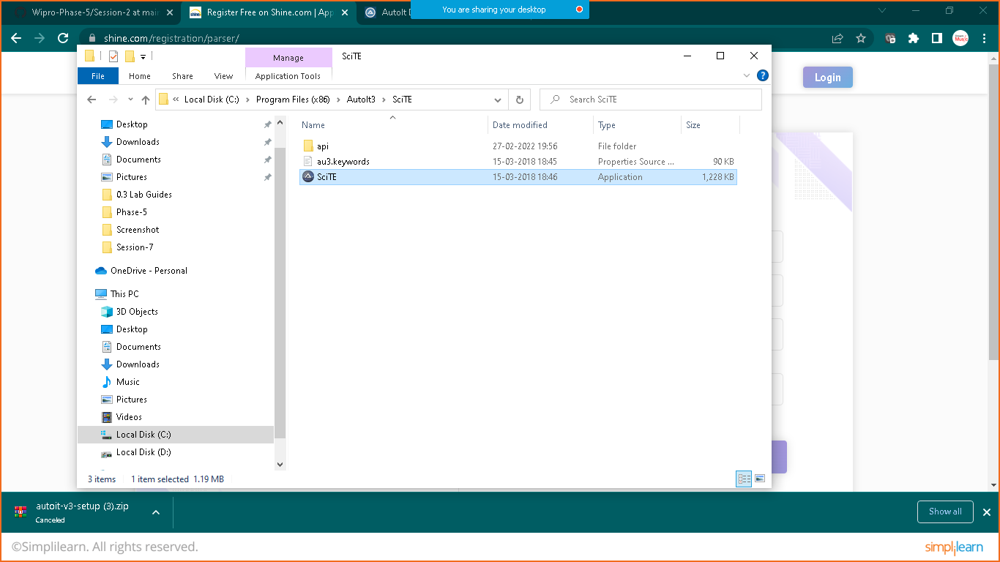 Wipro-Phase-5/Session-2 at main
Register Free on Shine.com | App
AutoIt D
You are sharing your desktop
shine.com/registration/parser/
Manage
SciTE
File
Home
Share
View
Application Tools
« Local Disk (C:) > Program Files (x86) > AutoIt3 > SciTE
Search SciTE
Login
Name
Date modified
Type
Size
api
27-02-2022 19:56
File folder
au3.keywords
15-03-2018 18:45
Properties Source ...
90 KB
SciTE
15-03-2018 18:46
Application
1,228 KB
Desktop
Downloads
Documents
Pictures
0.3 Lab Guides
Phase-5
Screenshot
Session-7
OneDrive - Personal
This PC
3D Objects
Desktop
Documents
Downloads
Music
Pictures
Videos
Local Disk (C:)
Local Disk (D:)
3 items
1 item selected 1.19 MB
autoit-v3-setup (3).zip
Canceled
Show all
©Simplilearn. All rights reserved.
simplilearn